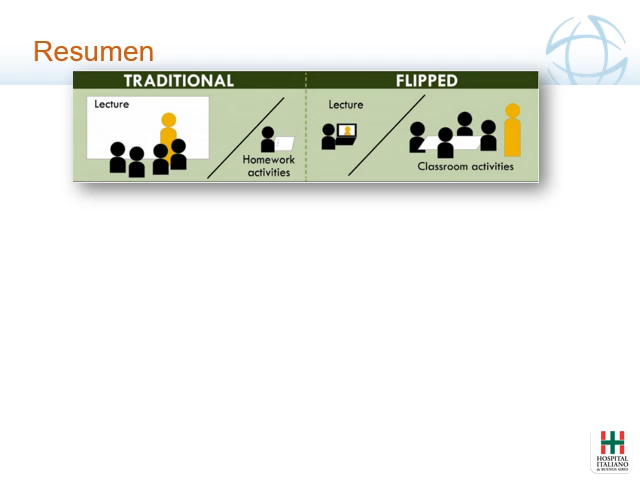 Resumen
TRADITIONAL
FLIPPED
Lecture
Homework
activities
Lecture
Classroom activities
HOSPITAL
ITALIANO
de BUENOS AIRES